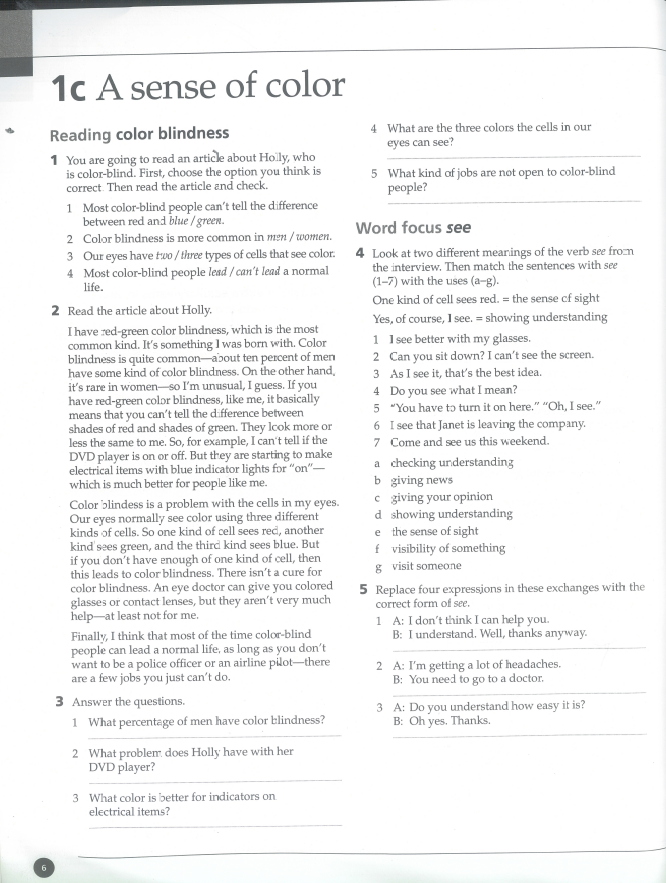 1c A sense of color
Reading color blindness
1 You are going to read an article about Holly, who
is color-blind. First, choose the option you think is
correct. Then read the article and check.
1 Most color-blind people can't tell the difference
between red and blue / green.
2 Color blindness is more common in men / women.
3 Our eyes have two / three types of cells that see color.
4 Most color-blind people lead / can't lead a normal
life.
2 Read the article about Holly.
I have red-green color blindness, which is the most
common kind. It's something I was born with. Color
blindness is quite common—about ten percent of men
have some kind of color blindness. On the other hand,
it's rare in women—so I'm unusual, I guess. If you
have red-green color blindness, like me, it basically
means that you can't tell the difference between
shades of red and shades of green. They look more or
less the same to me. So, for example, I can't tell if the
DVD player is on or off. But they are starting to make
electrical items with blue indicator lights for "on"—
which is much better for people like me.
Color blindess is a problem with the cells in my eyes.
Our eyes normally see color using three different
kinds of cells. So one kind of cell sees red, another
kind sees green, and the third kind sees blue. But
if you don't have enough of one kind of cell, then
this leads to color blindness. There isn't a cure for
color blindness. An eye doctor can give you colored
glasses or contact lenses, but they aren't very much
help—at least not for me.
Finally, I think that most of the time color-blind
people can lead a normal life, as long as you don't
want to be a police officer or an airline pilot—there
are a few jobs you just can't do.
3 Answer the questions.
1 What percentage of men have color blindness?
2 What problem does Holly have with her
DVD player?
3 What color is better for indicators on
electrical items?
4 What are the three colors the cells in our
eyes can see?
5 What kind of jobs are not open to color-blind
people?
Word focus see
4 Look at two different meanings of the verb see from
the interview. Then match the sentences with see
(1–7) with the uses (a–g).
One kind of cell sees red. = the sense of sight
Yes, of course, I see. = showing understanding
1 I see better with my glasses.
2 Can you sit down? I can't see the screen.
3 As I see it, that's the best idea.
4 Do you see what I mean?
5 "You have to turn it on here." "Oh, I see."
6 I see that Janet is leaving the company.
7 Come and see us this weekend.
a checking understanding
b giving news
c giving your opinion
d showing understanding
e the sense of sight
f visibility of something
g visit someone
5 Replace four expressions in these exchanges with the
correct form of see.
1 A: I don't think I can help you.
B: I understand. Well, thanks anyway.
2 A: I'm getting a lot of headaches.
B: You need to go to a doctor.
3 A: Do you understand how easy it is?
B: Oh yes. Thanks.
6